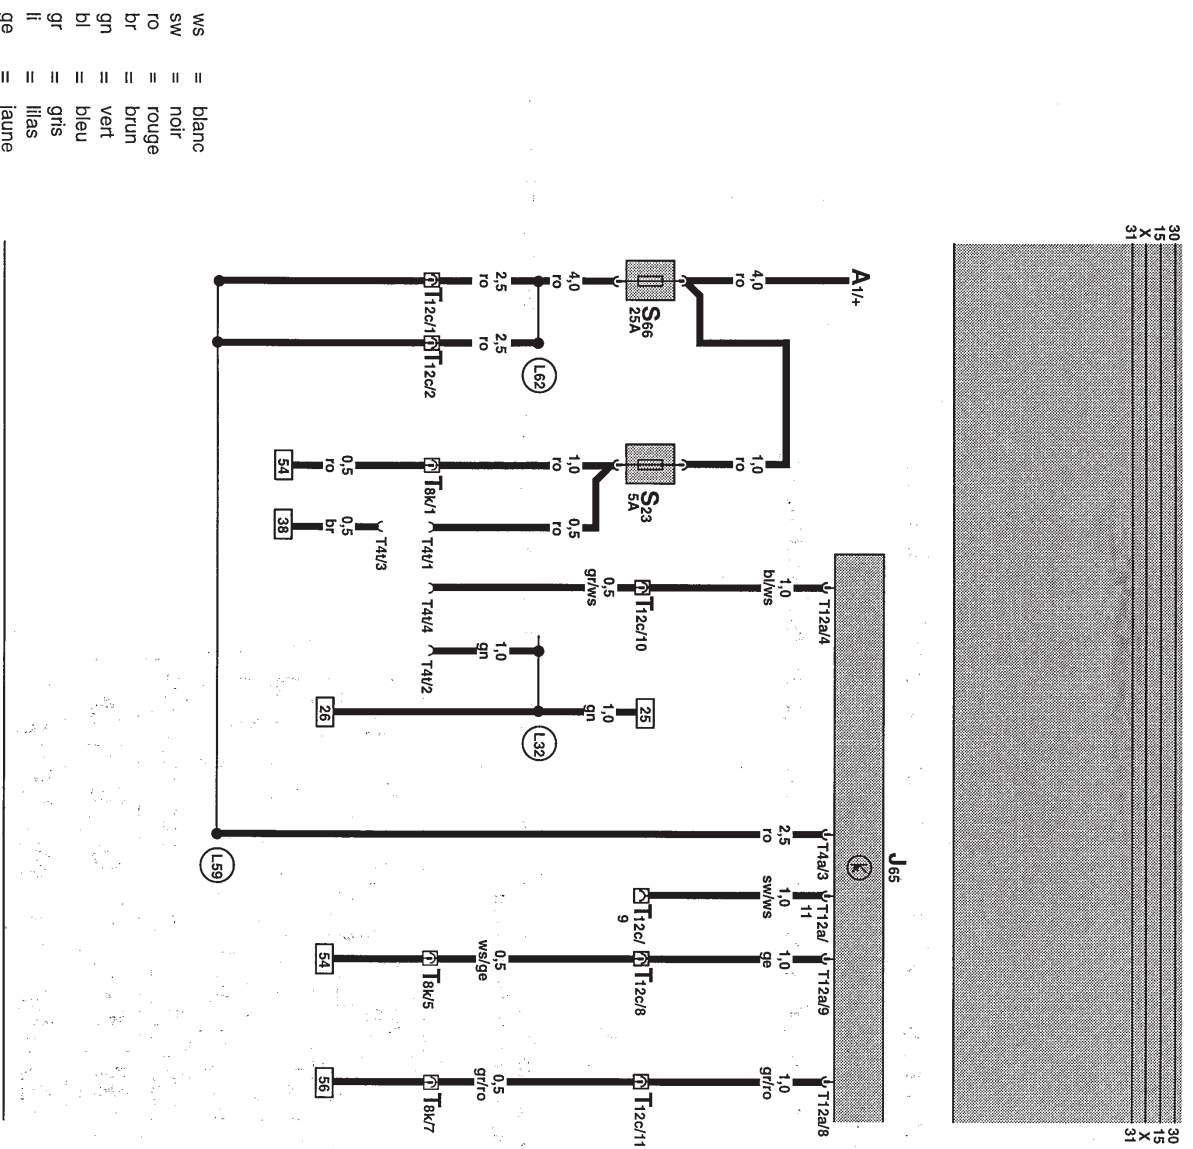 ws = blanc
sw = noir
ro = rouge
br = brun
gn = vert
bl = bleu
gr = gris
li = lilas
ge = jaune
30
15
X
31
30
15
X
31
A1/+
4,0
ro
S66
25A
4,0
ro
2,5
ro
T12c/1
2,5
ro
T12c/2
L62
1,0
ro
S23
5A
1,0
ro
T8k/1
0,5
ro
54
0,5
ro
T4t/1
T4t/3
0,5
br
38
J65
k
T12a/4
1,0
bl/ws
T12c/10
0,5
gr/ws
T4t/4
1,0
gn
T4t/2
25
1,0
gn
L32
26
T4a/3
2,5
ro
L59
T12a/
11
1,0
sw/ws
T12c/
9
T12a/9
1,0
ge
T12c/8
0,5
ws/ge
T8k/5
54
T12a/8
1,0
gr/ro
T12c/11
0,5
gr/ro
T8k/7
56